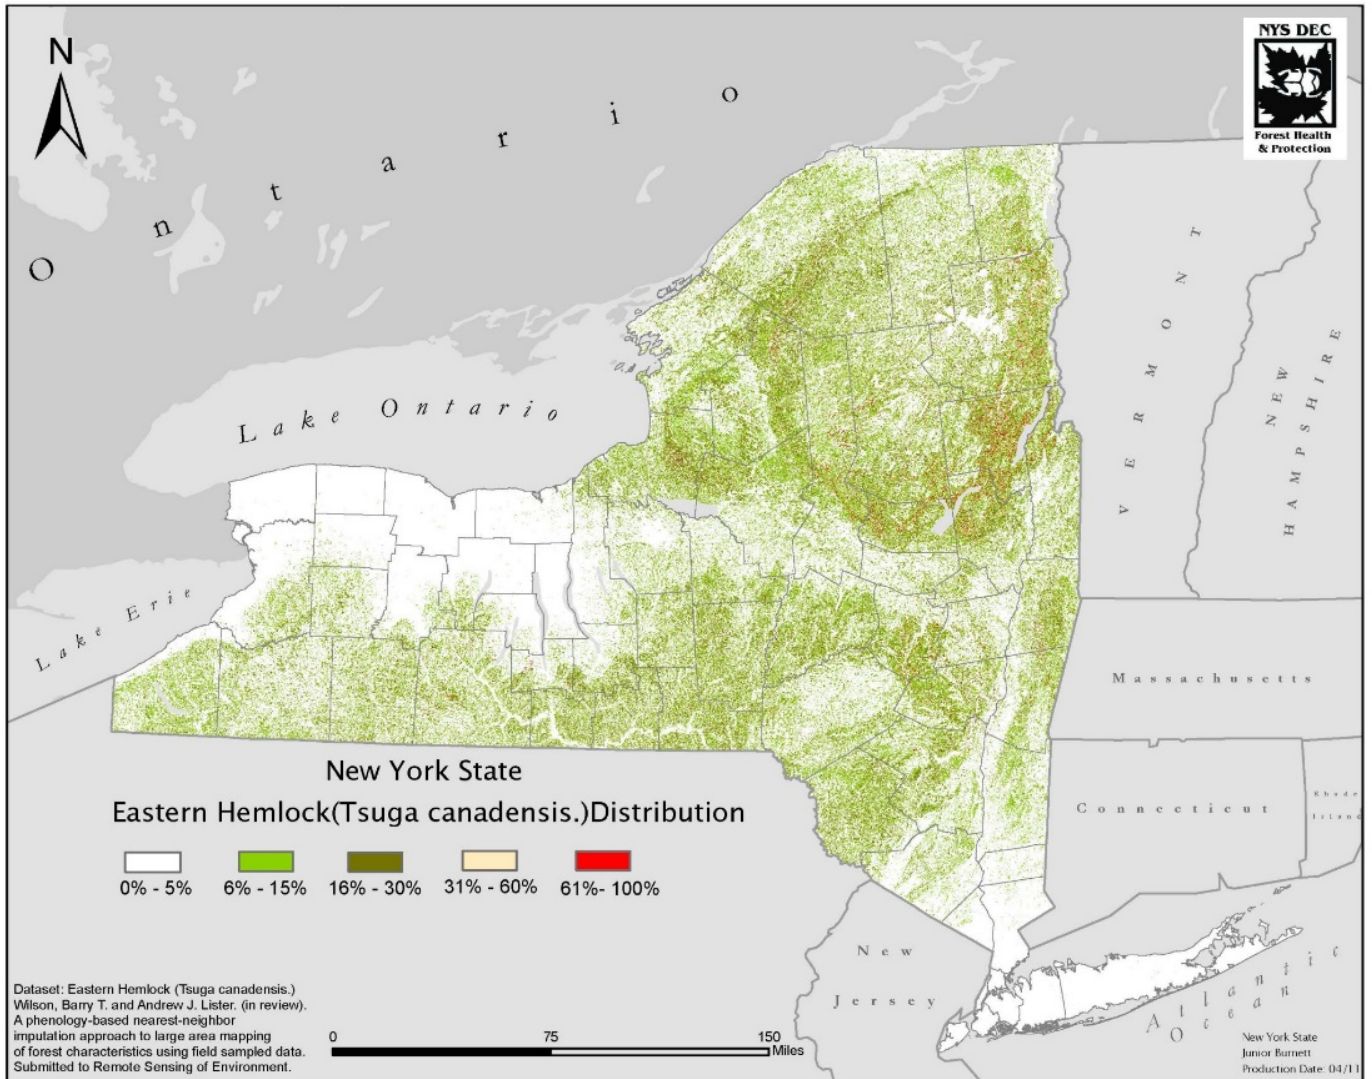 NYS DEC
Forest Health
& Protection
N
Ontario
Lake Ontario
Lake Erie
VERMONT
NEW
HAMPSHIRE
Massachusetts
Connecticut
Rhode
Island
New
Jersey
Atlantic
Ocean
New York State
Eastern Hemlock(Tsuga canadensis.)Distribution
0% - 5%
6% - 15%
16% - 30%
31% - 60%
61%- 100%
Dataset: Eastern Hemlock (Tsuga canadensis.)
Wilson, Barry T. and Andrew J. Lister. (in review).
A phenology-based nearest-neighbor
imputation approach to large area mapping
of forest characteristics using field sampled data.
Submitted to Remote Sensing of Environment.
0 75 150
Miles
New York State
Junior Burnett
Production Date: 04/11